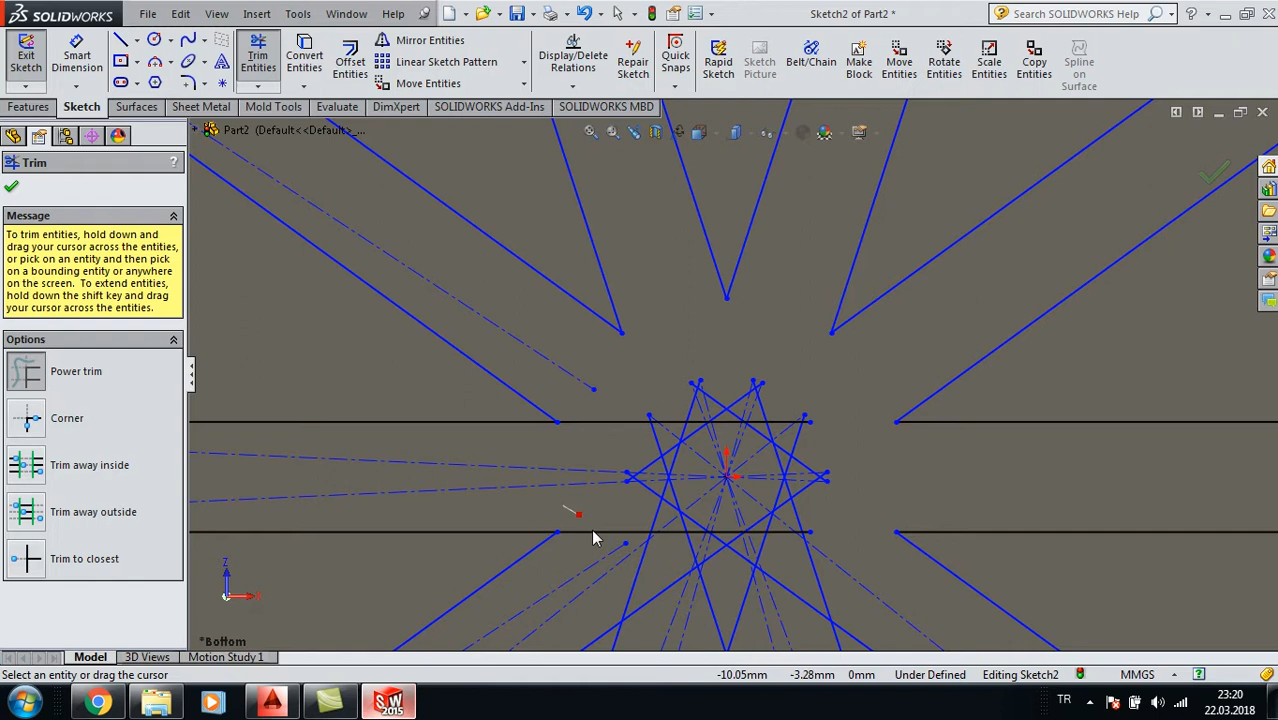 SOLIDWORKS
File Edit View Insert Tools Window Help
Sketch2 of Part2 *
Search SOLIDWORKS Help
Exit Sketch
Smart Dimension
Trim Entities
Convert Entities
Offset Entities
Mirror Entities
Linear Sketch Pattern
Move Entities
Display/Delete Relations
Repair Sketch
Quick Snaps
Rapid Sketch
Sketch Picture
Belt/Chain
Make Block
Move Entities
Rotate Entities
Scale Entities
Copy Entities
Spline on Surface
Features Sketch Surfaces Sheet Metal Mold Tools Evaluate DimXpert SOLIDWORKS Add-Ins SOLIDWORKS MBD
Part2 (Default<<Default>_...
Trim
?
Message
To trim entities, hold down and
drag your cursor across the entities,
or pick on an entity and then pick
on a bounding entity or anywhere
on the screen. To extend entities,
hold down the shift key and drag
your cursor across the entities.
Options
Power trim
Corner
Trim away inside
Trim away outside
Trim to closest
Z
X
*Bottom
Model 3D Views Motion Study 1
Select an entity or drag the cursor
-10.05mm -3.28mm 0mm Under Defined Editing Sketch2 MMGS
SW
2015
TR
23:20
22.03.2018